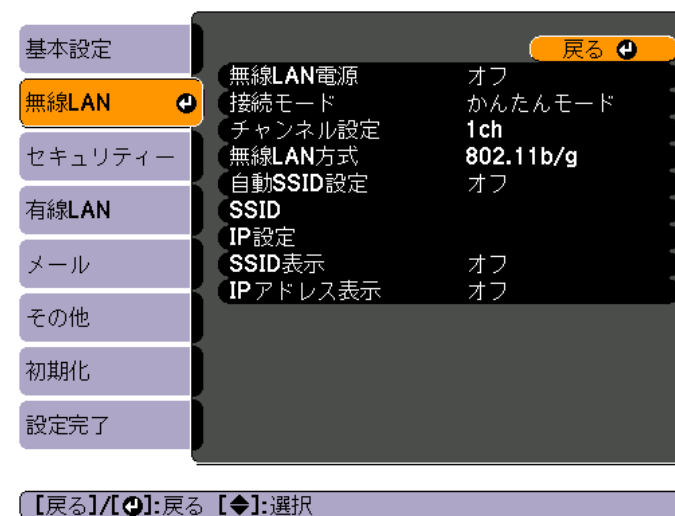 基本設定
無線LAN
セキュリティー
有線LAN
メール
その他
初期化
設定完了
戻る
無線LAN電源 オフ
接続モード かんたんモード
チャンネル設定 1ch
無線LAN方式 802.11b/g
自動SSID設定 オフ
SSID
IP設定
SSID表示 オフ
IPアドレス表示 オフ
[戻る]/[⏎]:戻る [◆]:選択